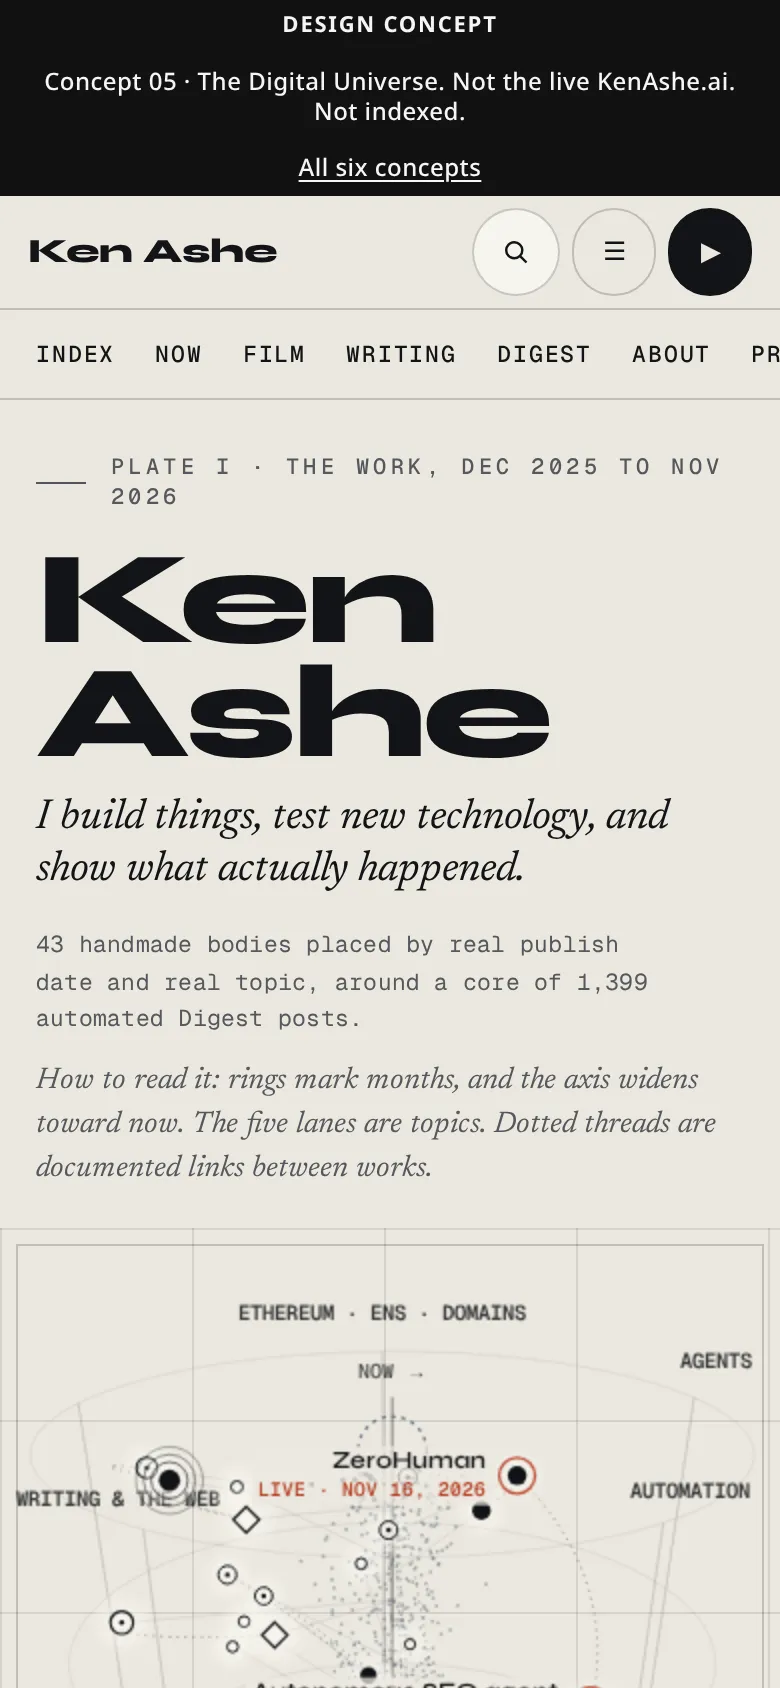 DESIGN CONCEPT
Concept 05 · The Digital Universe. Not the live KenAshe.ai.
Not indexed.
All six concepts
Ken Ashe
INDEX NOW FILM WRITING DIGEST ABOUT PR
PLATE I · THE WORK, DEC 2025 TO NOV
2026
Ken
Ashe
I build things, test new technology, and
show what actually happened.
43 handmade bodies placed by real publish
date and real topic, around a core of 1,399
automated Digest posts.
How to read it: rings mark months, and the axis widens
toward now. The five lanes are topics. Dotted threads are
documented links between works.
ETHEREUM · ENS · DOMAINS
AGENTS
NOW →
ZeroHuman
LIVE · NOV 16, 2026
WRITING & THE WEB
AUTOMATION
Autonomous SEO agent